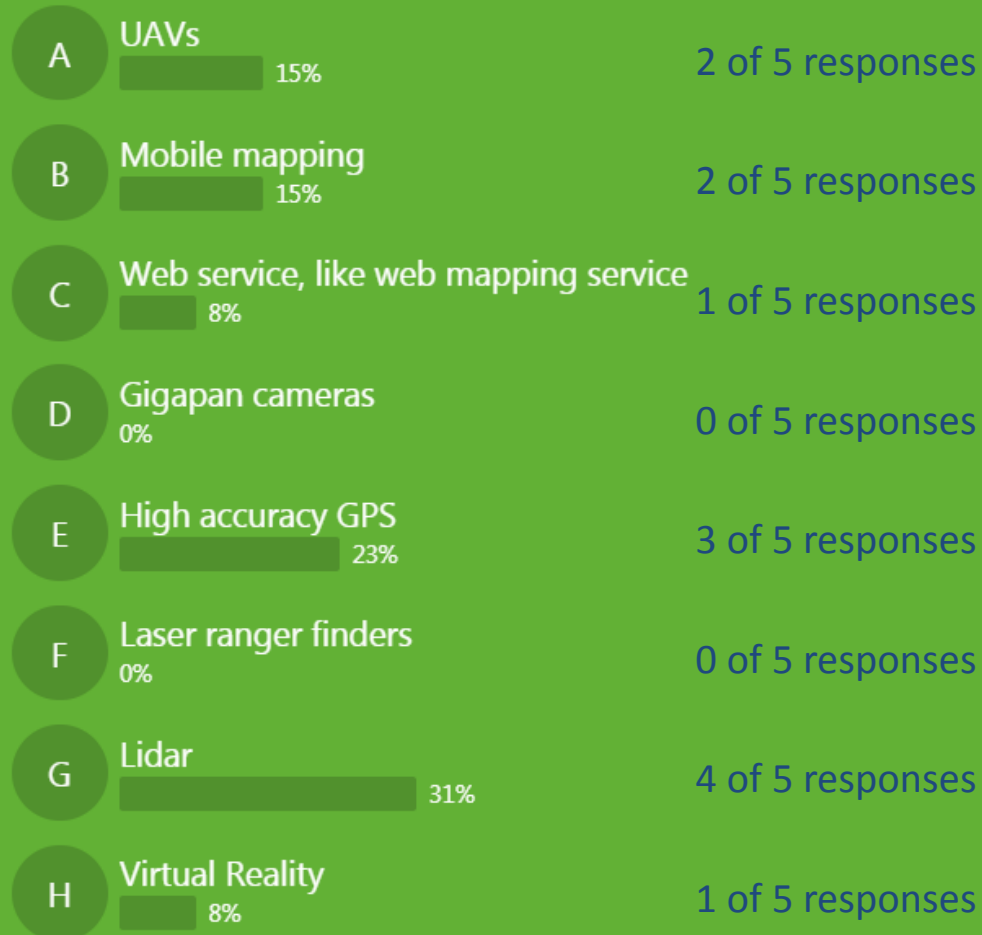 A
UAVs
15%
2 of 5 responses
B
Mobile mapping
15%
2 of 5 responses
C
Web service, like web mapping service
8%
1 of 5 responses
D
Gigapan cameras
0%
0 of 5 responses
E
High accuracy GPS
23%
3 of 5 responses
F
Laser ranger finders
0%
0 of 5 responses
G
Lidar
31%
4 of 5 responses
H
Virtual Reality
8%
1 of 5 responses